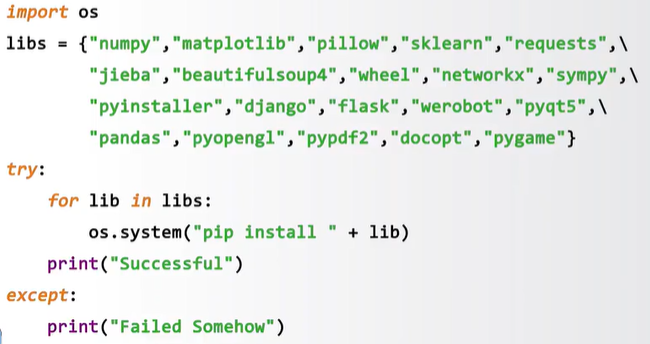 import os
libs = {"numpy","matplotlib","pillow","sklearn","requests",\
"jieba","beautifulsoup4","wheel","networkx","sympy",\
"pyinstaller","django","flask","werobot","pyqt5",\
"pandas","pyopengl","pypdf2","docopt","pygame"}
try:
for lib in libs:
os.system("pip install " + lib)
print("Successful")
except:
print("Failed Somehow")